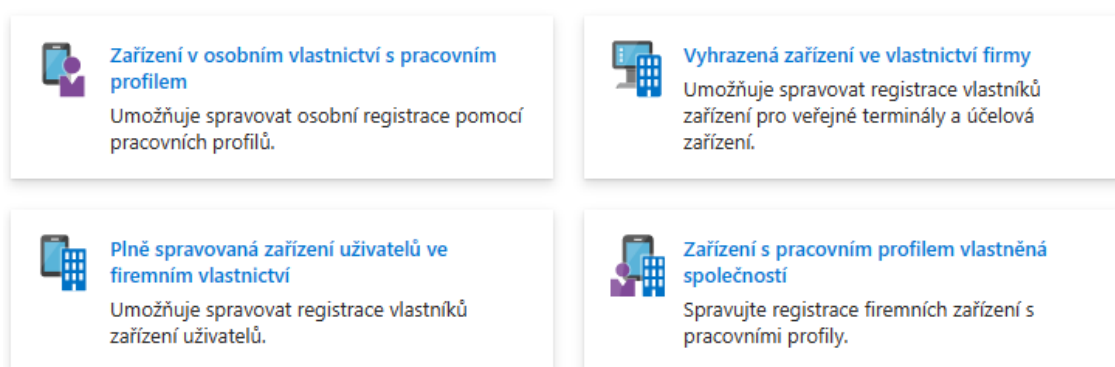 Zařízení v osobním vlastnictví s pracovním
profilem
Umožňuje spravovat osobní registrace pomocí
pracovních profilů.
Vyhrazená zařízení ve vlastnictví firmy
Umožňuje spravovat registrace vlastníků
zařízení pro veřejné terminály a účelová
zařízení.
Plně spravovaná zařízení uživatelů ve
firemním vlastnictví
Umožňuje spravovat registrace vlastníků
zařízení uživatelů.
Zařízení s pracovním profilem vlastněná
společností
Spravujte registrace firemních zařízení s
pracovními profily.